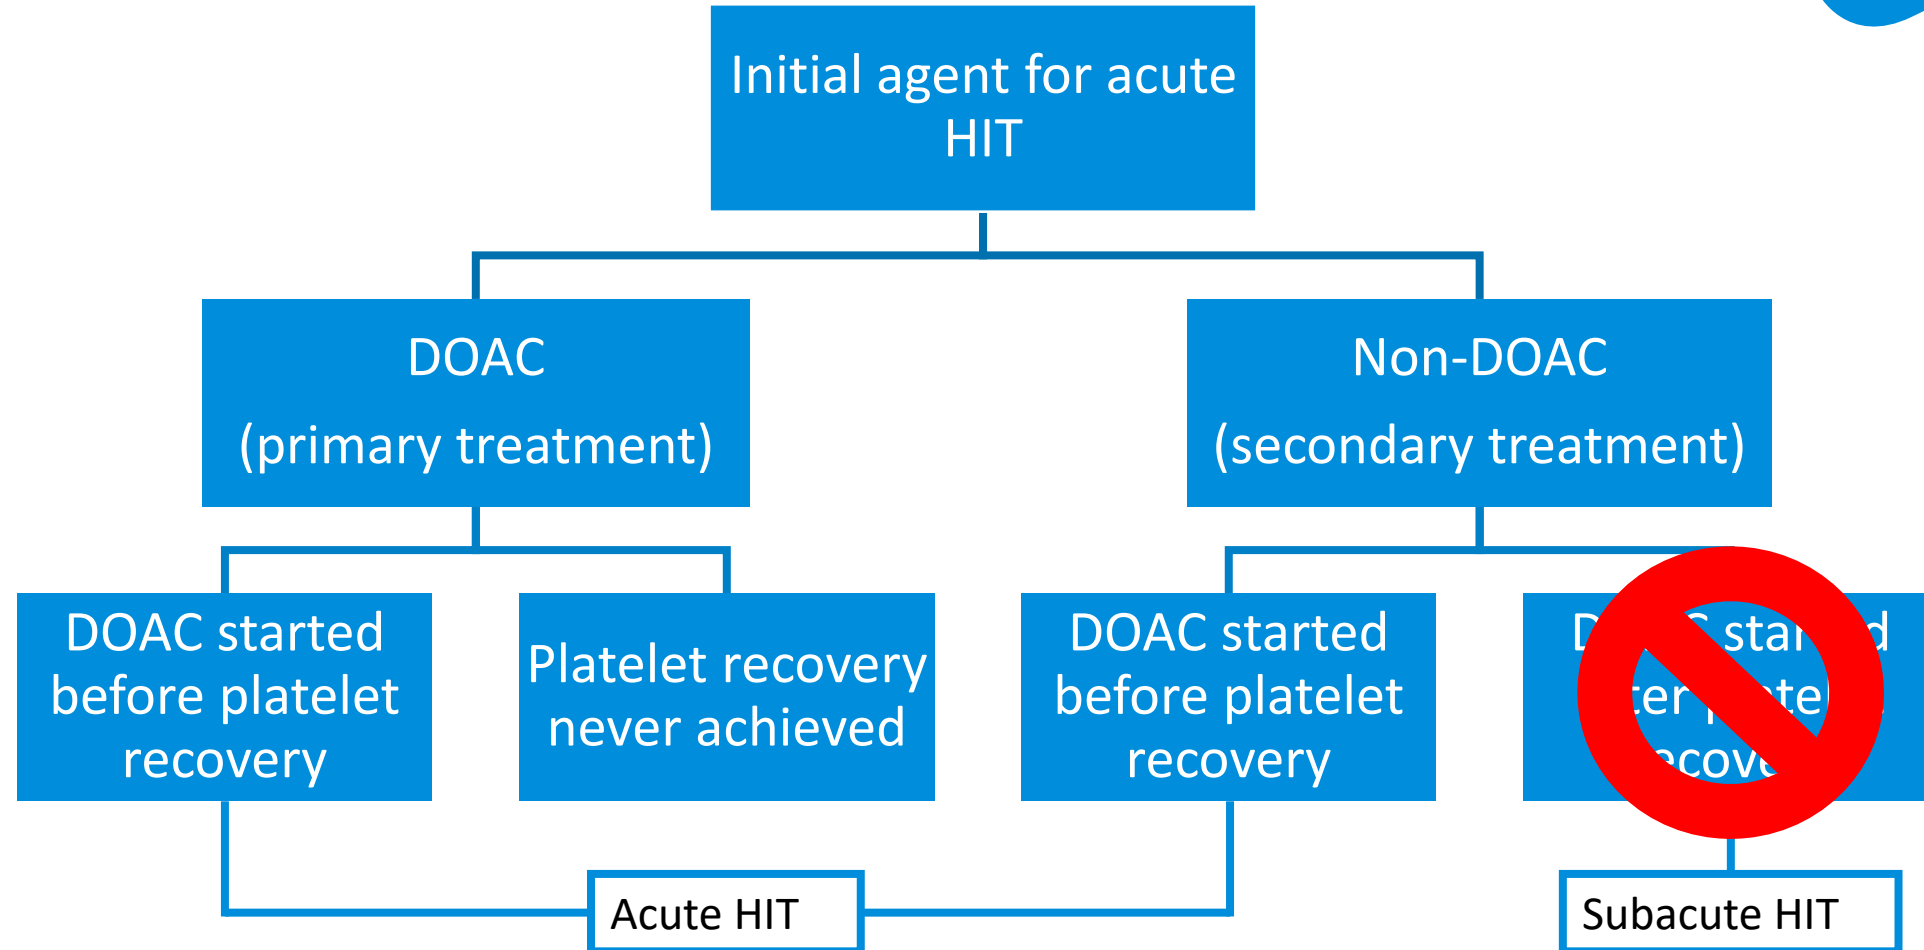 Initial agent for acute
HIT
DOAC
(primary treatment)
Non-DOAC
(secondary treatment)
DOAC started
before platelet
recovery
Platelet recovery
never achieved
DOAC started
before platelet
recovery
Acute HIT
Subacute HIT